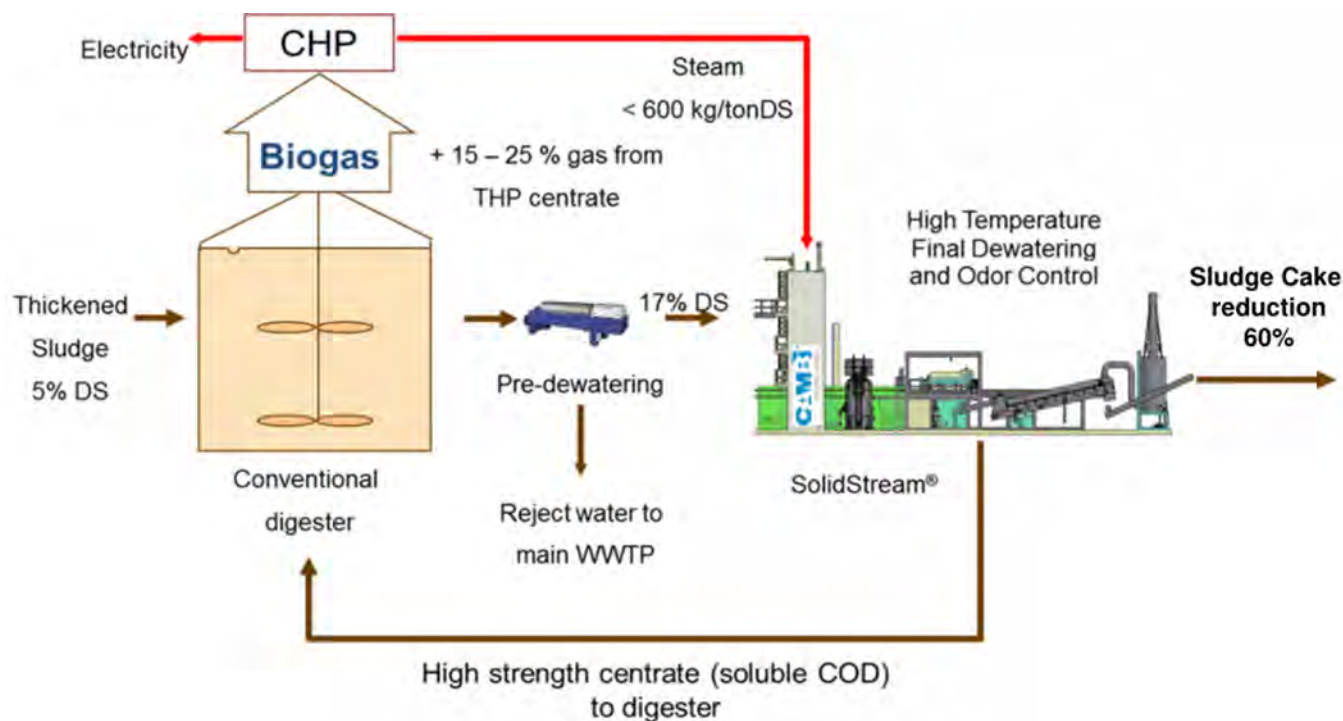 Electricity
CHP
Steam
< 600 kg/tonDS
Biogas
+ 15 – 25 % gas from
THP centrate
High Temperature
Final Dewatering
and Odor Control
Thickened
Sludge
5% DS
17% DS
Sludge Cake
reduction
60%
Pre-dewatering
CAMBI
SolidStream®
Conventional
digester
Reject water to
main WWTP
High strength centrate (soluble COD)
to digester